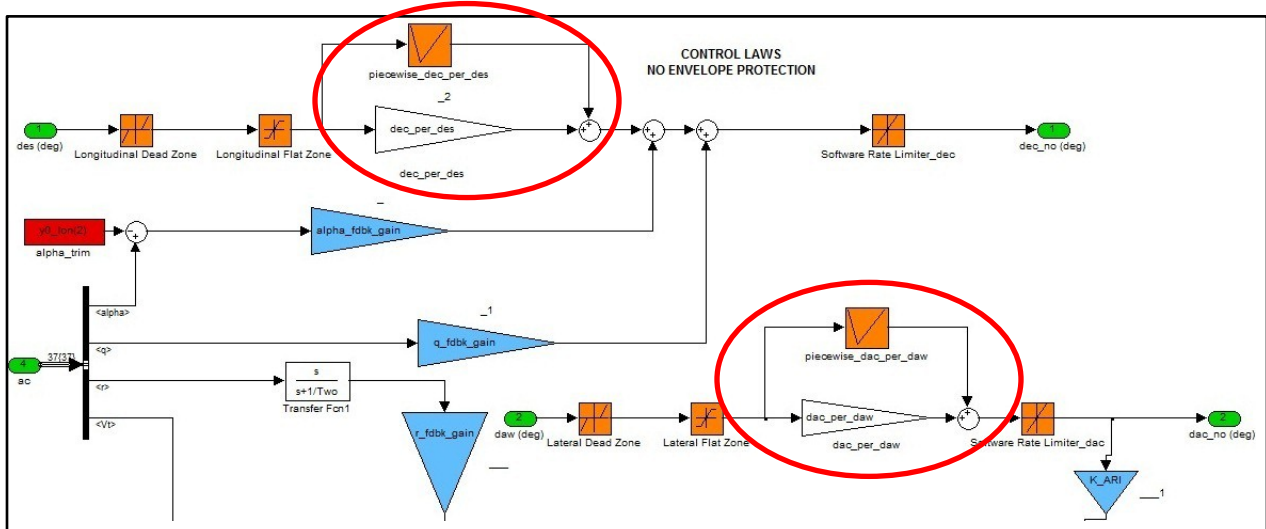 CONTROL LAWS
NO ENVELOPE PROTECTION
piecewise_dec_per_des
_2
1
des (deg)
Longitudinal Dead Zone
Longitudinal Flat Zone
dec_per_des
dec_per_des
Software Rate Limiter_dec
1
dec_no (deg)
_
y0_lon(2)
alpha_trim
alpha_fdbk_gain
<alpha>
_1
<q>
q_fdbk_gain
37{37}
4
ac
<r>
s
s+1/Two
Transfer Fcn1
<Vt>
r_fdbk_gain
___
piecewise_dac_per_daw
2
daw (deg)
Lateral Dead Zone
Lateral Flat Zone
dac_per_daw
dac_per_daw
Software Rate Limiter_dac
2
dac_no (deg)
K_ARI
___1